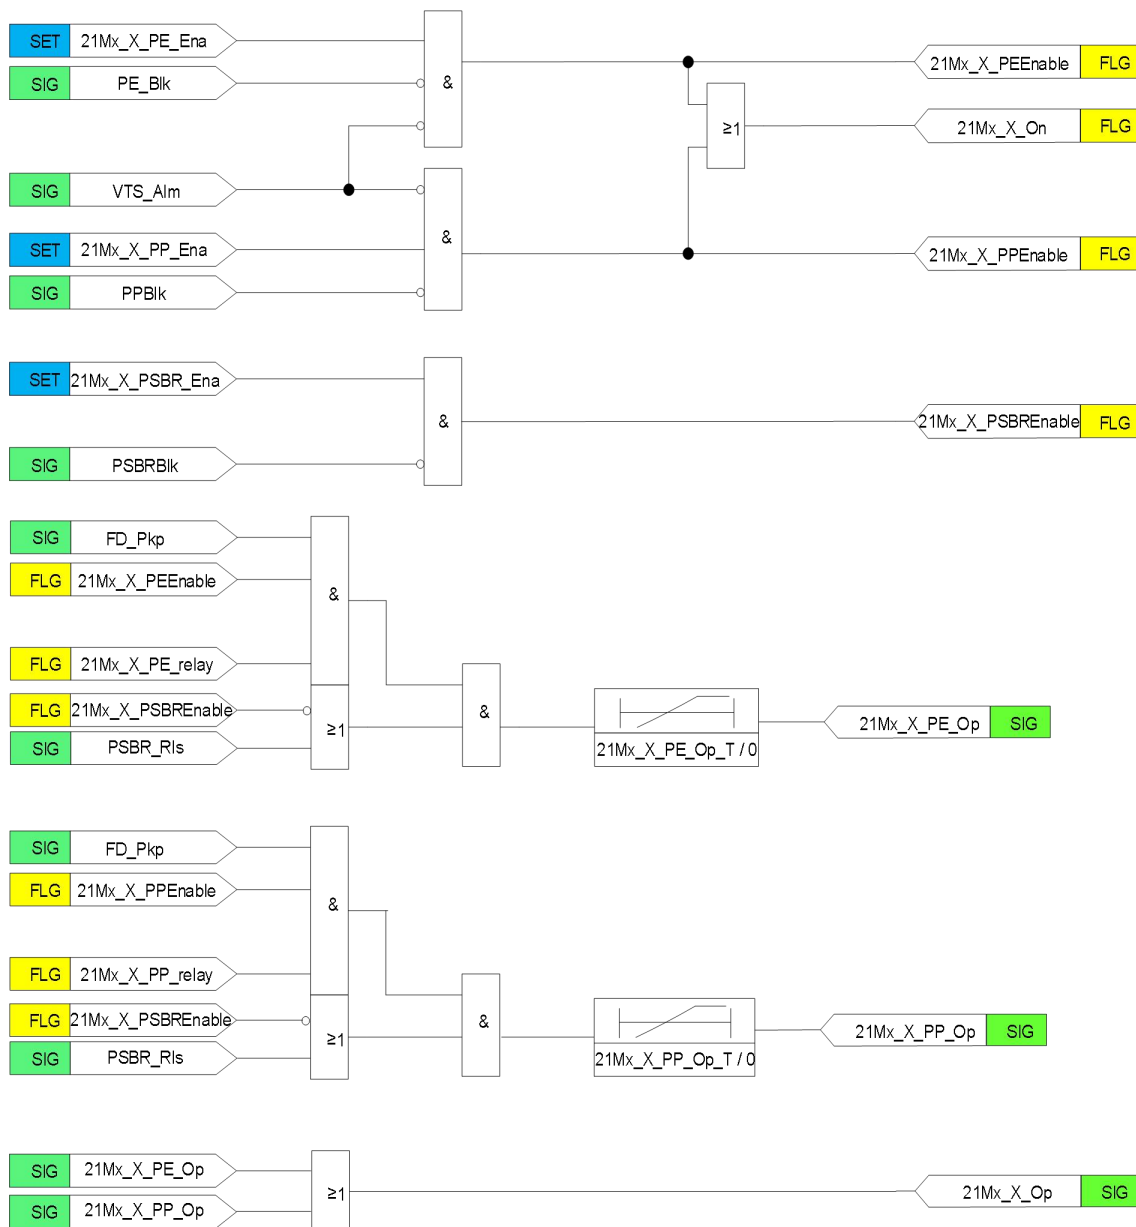 SET 21Mx_X_PE_Ena
SIG PE_Blk
&
21Mx_X_PEEnable FLG
≥1
21Mx_X_On FLG
SIG VTS_Alm
SET 21Mx_X_PP_Ena
&
21Mx_X_PPEnable FLG
SIG PPBlk
SET 21Mx_X_PSBR_Ena
&
21Mx_X_PSBREnable FLG
SIG PSBRBlk
SIG FD_Pkp
FLG 21Mx_X_PEEnable
&
FLG 21Mx_X_PE_relay
FLG 21Mx_X_PSBREnable
≥1
&
21Mx_X_PE_Op SIG
SIG PSBR_Rls
21Mx_X_PE_Op_T / 0
SIG FD_Pkp
FLG 21Mx_X_PPEnable
&
FLG 21Mx_X_PP_relay
FLG 21Mx_X_PSBREnable
≥1
&
21Mx_X_PP_Op SIG
SIG PSBR_Rls
21Mx_X_PP_Op_T / 0
SIG 21Mx_X_PE_Op
≥1
21Mx_X_Op SIG
SIG 21Mx_X_PP_Op